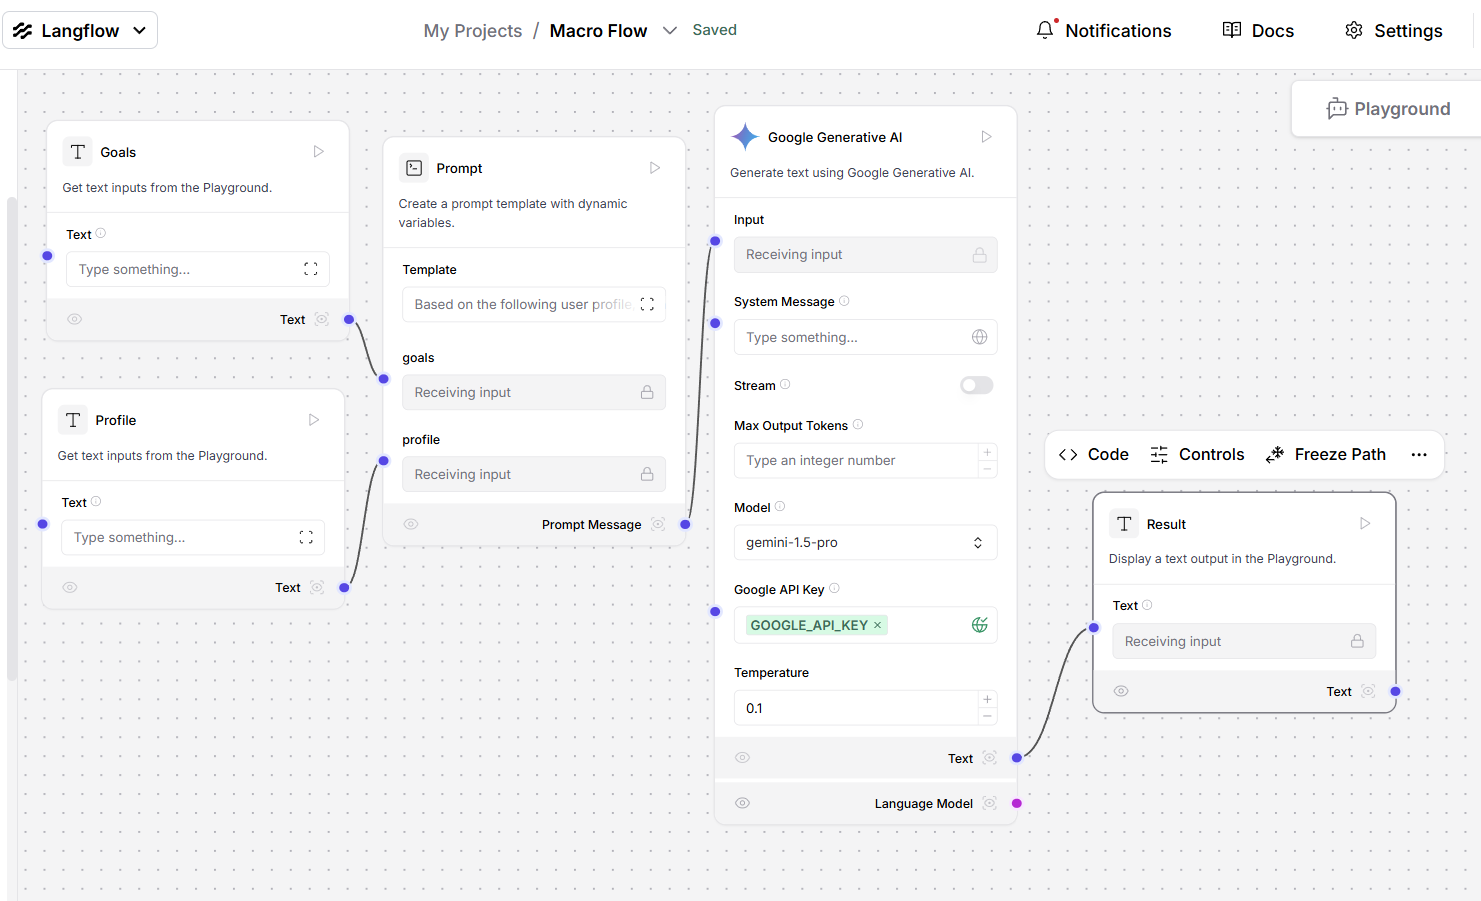 Langflow
My Projects / Macro Flow
Saved
Notifications
Docs
Settings
Playground
Goals
Get text inputs from the Playground.
Text
Type something...
Text
Profile
Get text inputs from the Playground.
Text
Type something...
Text
Prompt
Create a prompt template with dynamic
variables.
Template
Based on the following user profile
goals
Receiving input
profile
Receiving input
Prompt Message
Google Generative AI
Generate text using Google Generative AI.
Input
Receiving input
System Message
Type something...
Stream
Max Output Tokens
Type an integer number
Model
gemini-1.5-pro
Google API Key
GOOGLE_API_KEY ×
Temperature
0.1
Text
Language Model
Code
Controls
Freeze Path
Result
Display a text output in the Playground.
Text
Receiving input
Text